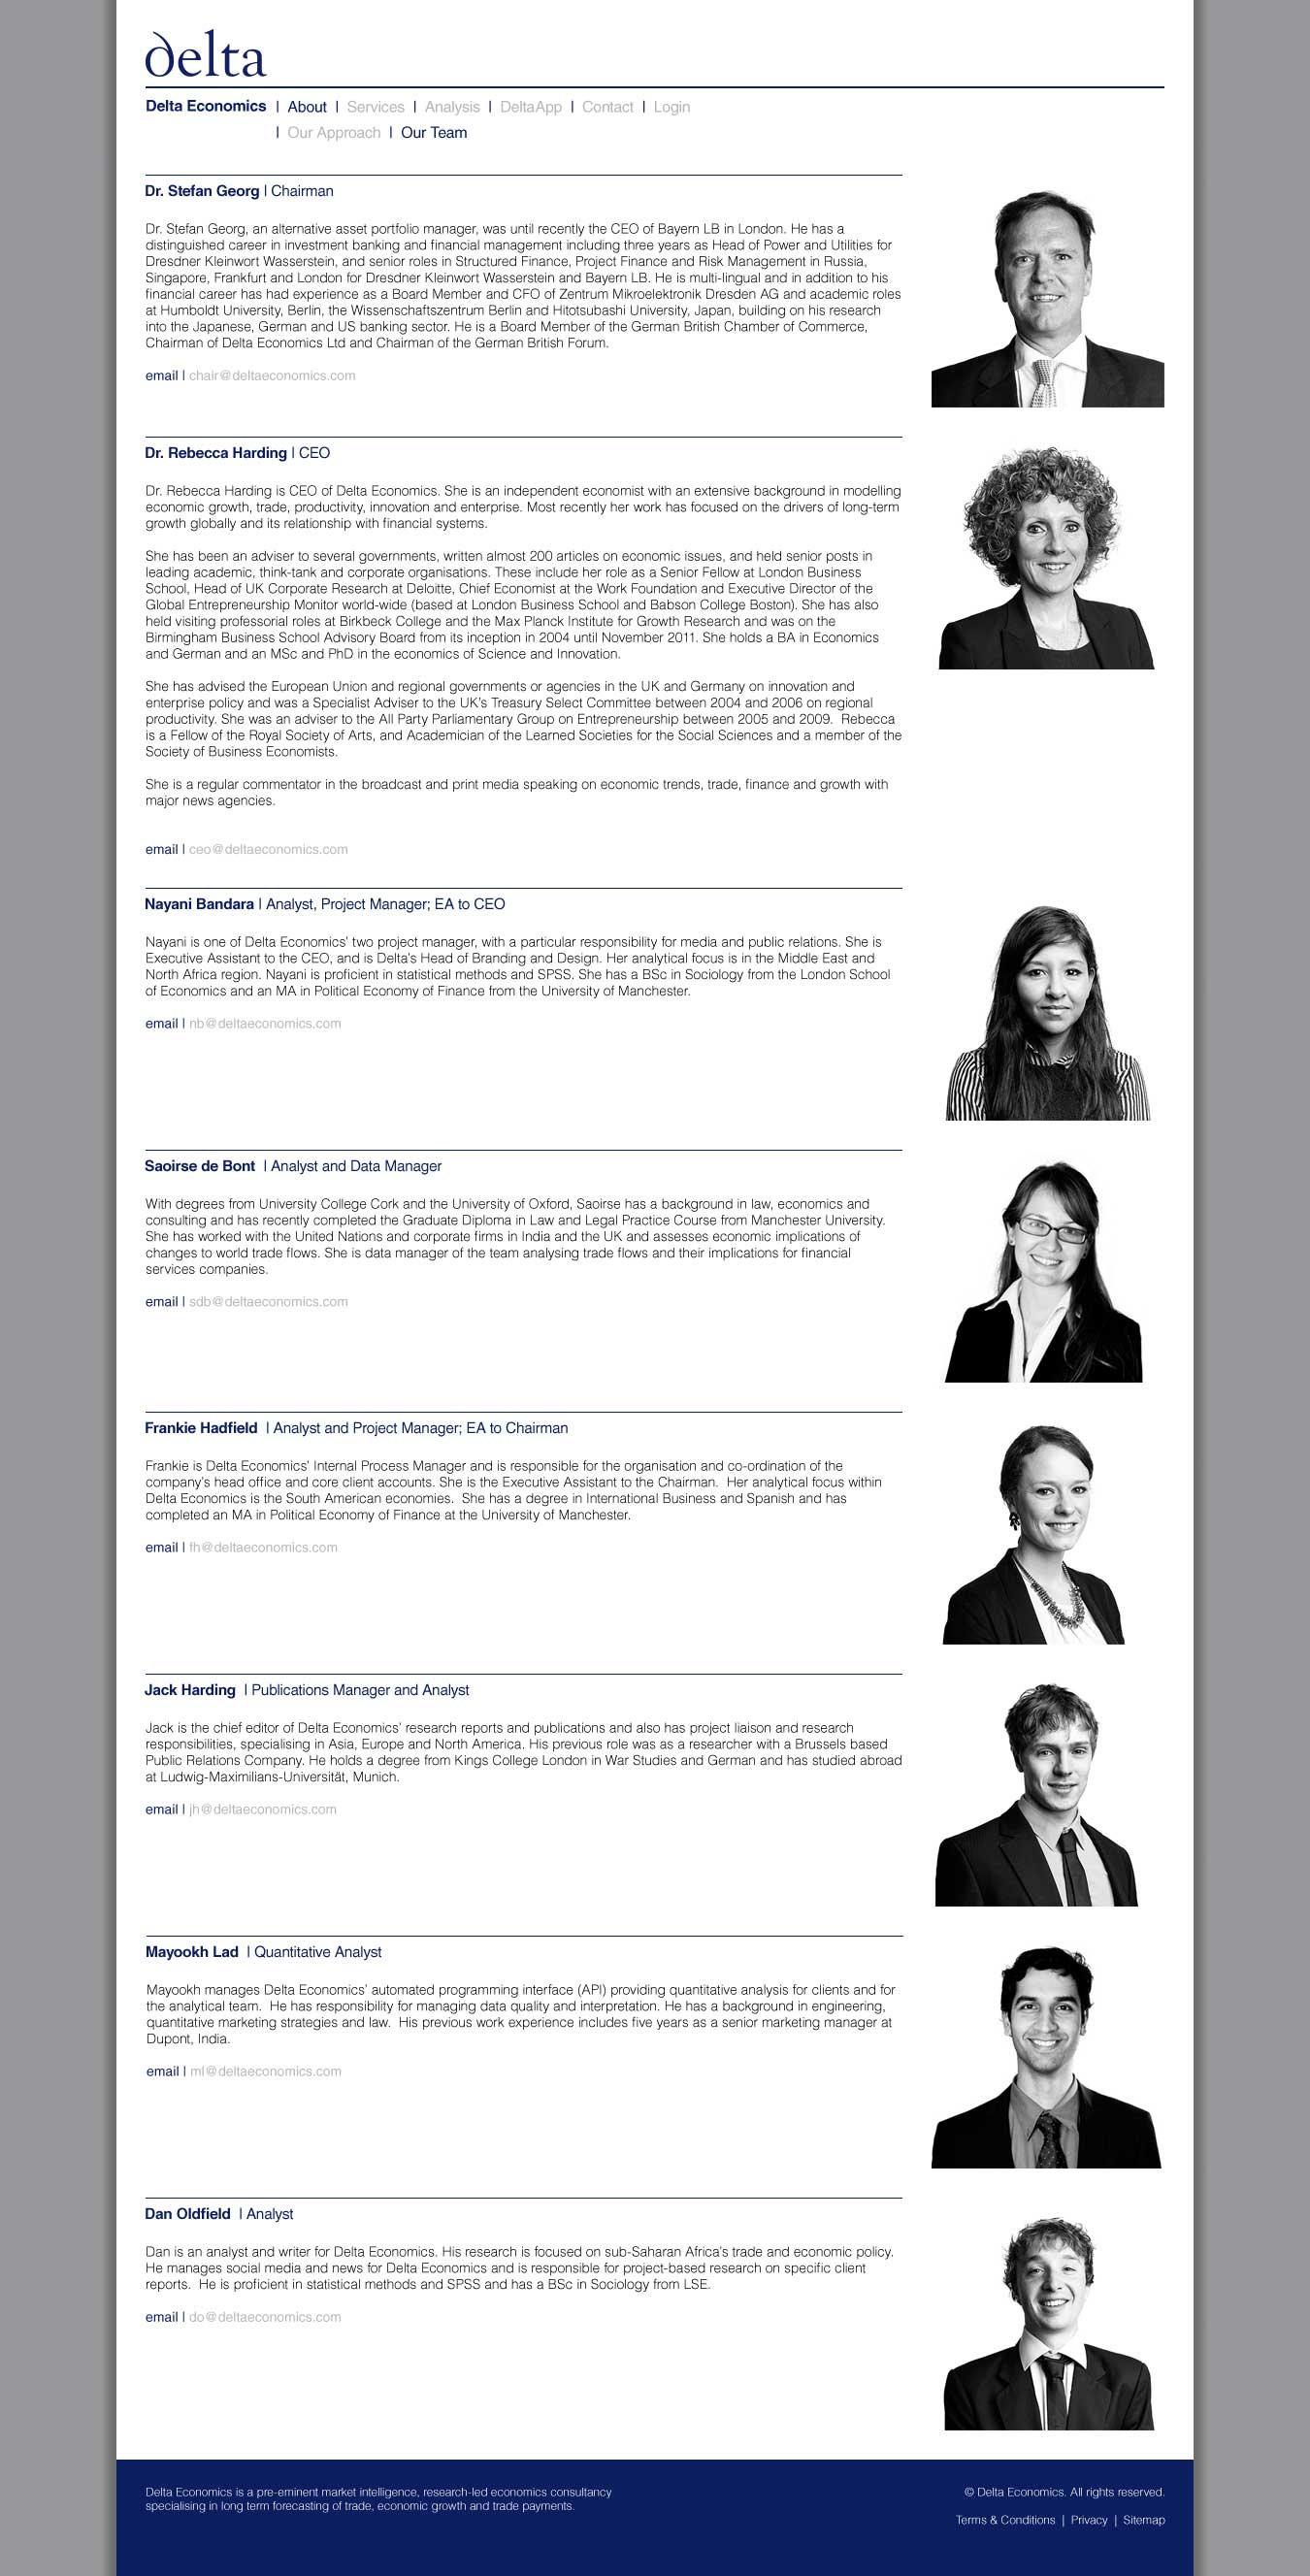 delta
Delta Economics | About | Services | Analysis | DeltaApp | Contact | Login
| Our Approach | Our Team
Dr. Stefan Georg | Chairman
Dr. Stefan Georg, an alternative asset portfolio manager, was until recently the CEO of Bayern LB in London. He has a
distinguished career in investment banking and financial management including three years as Head of Power and Utilities for
Dresdner Kleinwort Wasserstein, and senior roles in Structured Finance, Project Finance and Risk Management in Russia,
Singapore, Frankfurt and London for Dresdner Kleinwort Wasserstein and Bayern LB. He is multi-lingual and in addition to his
financial career has had experience as a Board Member and CFO of Zentrum Mikroelektronik Dresden AG and academic roles
at Humboldt University, Berlin, the Wissenschaftszentrum Berlin and Hitotsubashi University, Japan, building on his research
into the Japanese, German and US banking sector. He is a Board Member of the German British Chamber of Commerce,
Chairman of Delta Economics Ltd and Chairman of the German British Forum.
email | chair@deltaeconomics.com
Dr. Rebecca Harding | CEO
Dr. Rebecca Harding is CEO of Delta Economics. She is an independent economist with an extensive background in modelling
economic growth, trade, productivity, innovation and enterprise. Most recently her work has focused on the drivers of long-term
growth globally and its relationship with financial systems.
She has been an adviser to several governments, written almost 200 articles on economic issues, and held senior posts in
leading academic, think-tank and corporate organisations. These include her role as a Senior Fellow at London Business
School, Head of UK Corporate Research at Deloitte, Chief Economist at the Work Foundation and Executive Director of the
Global Entrepreneurship Monitor world-wide (based at London Business School and Babson College Boston). She has also
held visiting professorial roles at Birkbeck College and the Max Planck Institute for Growth Research and was on the
Birmingham Business School Advisory Board from its inception in 2004 until November 2011. She holds a BA in Economics
and German and an MSc and PhD in the economics of Science and Innovation.
She has advised the European Union and regional governments or agencies in the UK and Germany on innovation and
enterprise policy and was a Specialist Adviser to the UK's Treasury Select Committee between 2004 and 2006 on regional
productivity. She was an adviser to the All Party Parliamentary Group on Entrepreneurship between 2005 and 2009. Rebecca
is a Fellow of the Royal Society of Arts, and Academician of the Learned Societies for the Social Sciences and a member of the
Society of Business Economists.
She is a regular commentator in the broadcast and print media speaking on economic trends, trade, finance and growth with
major news agencies.
email | ceo@deltaeconomics.com
Nayani Bandara | Analyst, Project Manager; EA to CEO
Nayani is one of Delta Economics' two project manager, with a particular responsibility for media and public relations. She is
Executive Assistant to the CEO, and is Delta's Head of Branding and Design. Her analytical focus is in the Middle East and
North Africa region. Nayani is proficient in statistical methods and SPSS. She has a BSc in Sociology from the London School
of Economics and an MA in Political Economy of Finance from the University of Manchester.
email | nb@deltaeconomics.com
Saoirse de Bont | Analyst and Data Manager
With degrees from University College Cork and the University of Oxford, Saoirse has a background in law, economics and
consulting and has recently completed the Graduate Diploma in Law and Legal Practice Course from Manchester University.
She has worked with the United Nations and corporate firms in India and the UK and assesses economic implications of
changes to world trade flows. She is data manager of the team analysing trade flows and their implications for financial
services companies.
email | sdb@deltaeconomics.com
Frankie Hadfield | Analyst and Project Manager; EA to Chairman
Frankie is Delta Economics' Internal Process Manager and is responsible for the organisation and co-ordination of the
company's head office and core client accounts. She is the Executive Assistant to the Chairman. Her analytical focus within
Delta Economics is the South American economies. She has a degree in International Business and Spanish and has
completed an MA in Political Economy of Finance at the University of Manchester.
email | fh@deltaeconomics.com
Jack Harding | Publications Manager and Analyst
Jack is the chief editor of Delta Economics' research reports and publications and also has project liaison and research
responsibilities, specialising in Asia, Europe and North America. His previous role was as a researcher with a Brussels based
Public Relations Company. He holds a degree from Kings College London in War Studies and German and has studied abroad
at Ludwig-Maximilians-Universität, Munich.
email | jh@deltaeconomics.com
Mayookh Lad | Quantitative Analyst
Mayookh manages Delta Economics' automated programming interface (API) providing quantitative analysis for clients and for
the analytical team. He has responsibility for managing data quality and interpretation. He has a background in engineering,
quantitative marketing strategies and law. His previous work experience includes five years as a senior marketing manager at
Dupont, India.
email | ml@deltaeconomics.com
Dan Oldfield | Analyst
Dan is an analyst and writer for Delta Economics. His research is focused on sub-Saharan Africa's trade and economic policy.
He manages social media and news for Delta Economics and is responsible for project-based research on specific client
reports. He is proficient in statistical methods and SPSS and has a BSc in Sociology from LSE.
email | do@deltaeconomics.com
Delta Economics is a pre-eminent market intelligence, research-led economics consultancy
specialising in long term forecasting of trade, economic growth and trade payments.
© Delta Economics. All rights reserved.
Terms & Conditions | Privacy | Sitemap